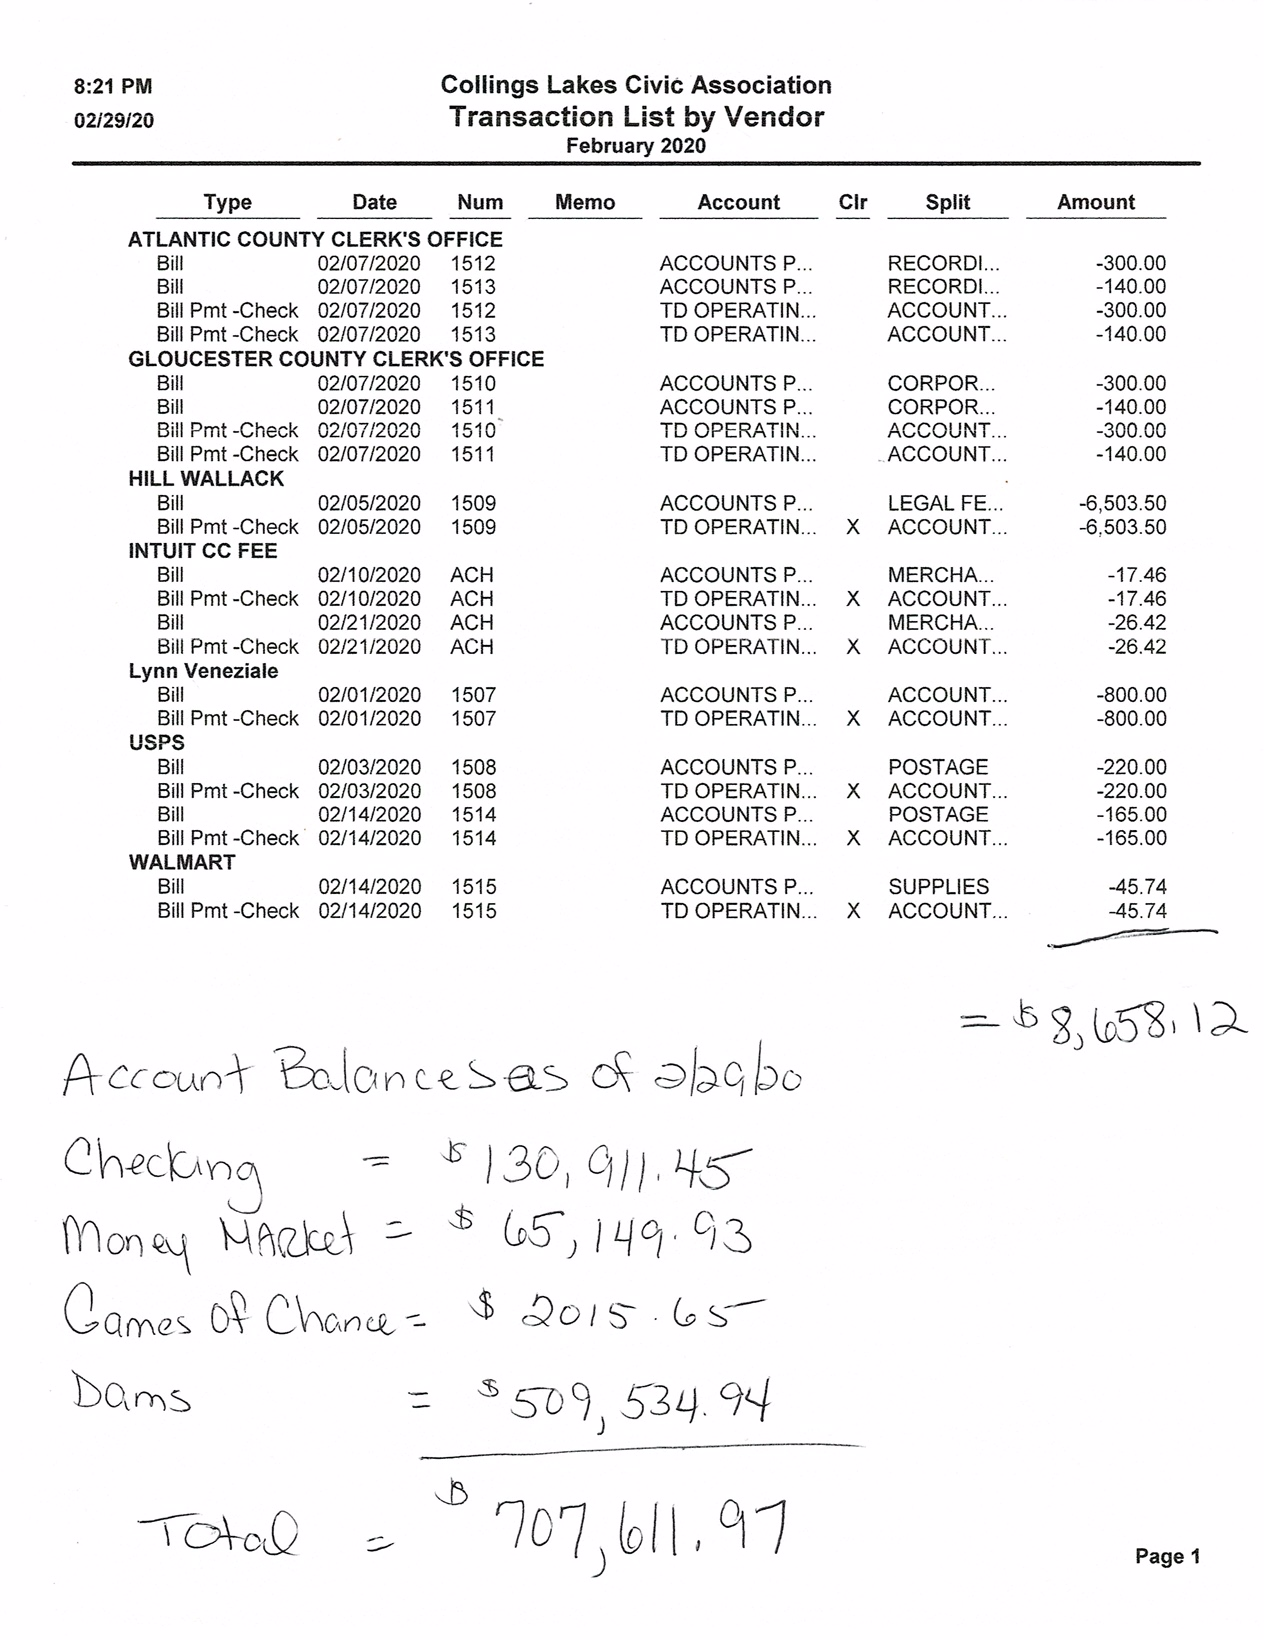 8:21 PM
Collings Lakes Civic Association
02/29/20
Transaction List by Vendor
February 2020
Type Date Num Memo Account Clr Split Amount
ATLANTIC COUNTY CLERK'S OFFICE
Bill 02/07/2020 1512 ACCOUNTS P... RECORDI... -300.00
Bill 02/07/2020 1513 ACCOUNTS P... RECORDI... -140.00
Bill Pmt -Check 02/07/2020 1512 TD OPERATIN... ACCOUNT... -300.00
Bill Pmt -Check 02/07/2020 1513 TD OPERATIN... ACCOUNT... -140.00
GLOUCESTER COUNTY CLERK'S OFFICE
Bill 02/07/2020 1510 ACCOUNTS P... CORPOR... -300.00
Bill 02/07/2020 1511 ACCOUNTS P... CORPOR... -140.00
Bill Pmt -Check 02/07/2020 1510 TD OPERATIN... ACCOUNT... -300.00
Bill Pmt -Check 02/07/2020 1511 TD OPERATIN... ACCOUNT... -140.00
HILL WALLACK
Bill 02/05/2020 1509 ACCOUNTS P... LEGAL FE... -6,503.50
Bill Pmt -Check 02/05/2020 1509 TD OPERATIN... X ACCOUNT... -6,503.50
INTUIT CC FEE
Bill 02/10/2020 ACH ACCOUNTS P... MERCHA... -17.46
Bill Pmt -Check 02/10/2020 ACH TD OPERATIN... X ACCOUNT... -17.46
Bill 02/21/2020 ACH ACCOUNTS P... MERCHA... -26.42
Bill Pmt -Check 02/21/2020 ACH TD OPERATIN... X ACCOUNT... -26.42
Lynn Veneziale
Bill 02/01/2020 1507 ACCOUNTS P... ACCOUNT... -800.00
Bill Pmt -Check 02/01/2020 1507 TD OPERATIN... X ACCOUNT... -800.00
USPS
Bill 02/03/2020 1508 ACCOUNTS P... POSTAGE -220.00
Bill Pmt -Check 02/03/2020 1508 TD OPERATIN... X ACCOUNT... -220.00
Bill 02/14/2020 1514 ACCOUNTS P... POSTAGE -165.00
Bill Pmt -Check 02/14/2020 1514 TD OPERATIN... X ACCOUNT... -165.00
WALMART
Bill 02/14/2020 1515 ACCOUNTS P... SUPPLIES -45.74
Bill Pmt -Check 02/14/2020 1515 TD OPERATIN... X ACCOUNT... -45.74
= $8,658.12
Account Balances as of 2/29/20
Checking = $130,911.45
Money Market = $65,149.93
Games of Chance = $2015.65
Dams = $509,534.94
Total = $707,611.97
Page 1